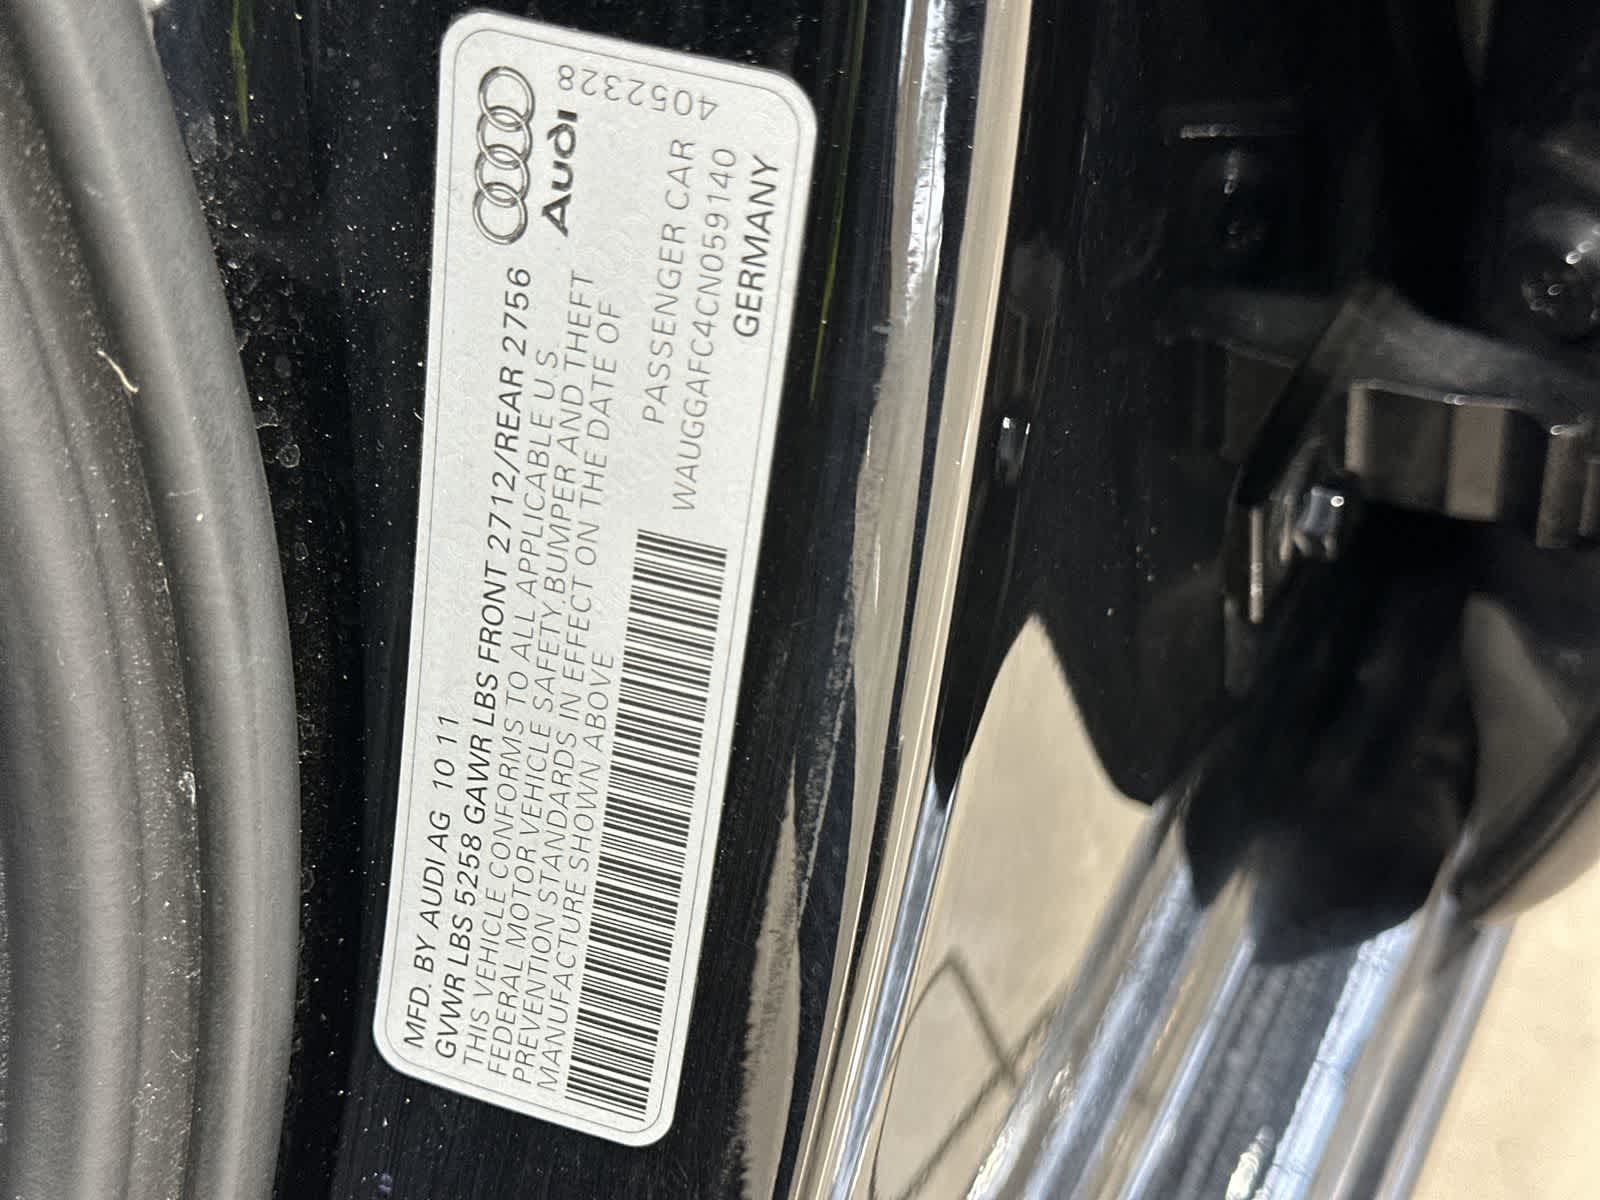 MFD. BY AUDI AG 10 11
GVWR LBS 5258 GAWR LBS FRONT 2712/REAR 2756
THIS VEHICLE CONFORMS TO ALL APPLICABLE U.S.
FEDERAL MOTOR VEHICLE SAFETY, BUMPER AND THEFT
PREVENTION STANDARDS IN EFFECT ON THE DATE OF
MANUFACTURE SHOWN ABOVE
Audi
4052328
PASSENGER CAR
WAUGGAFC4CN059140
GERMANY